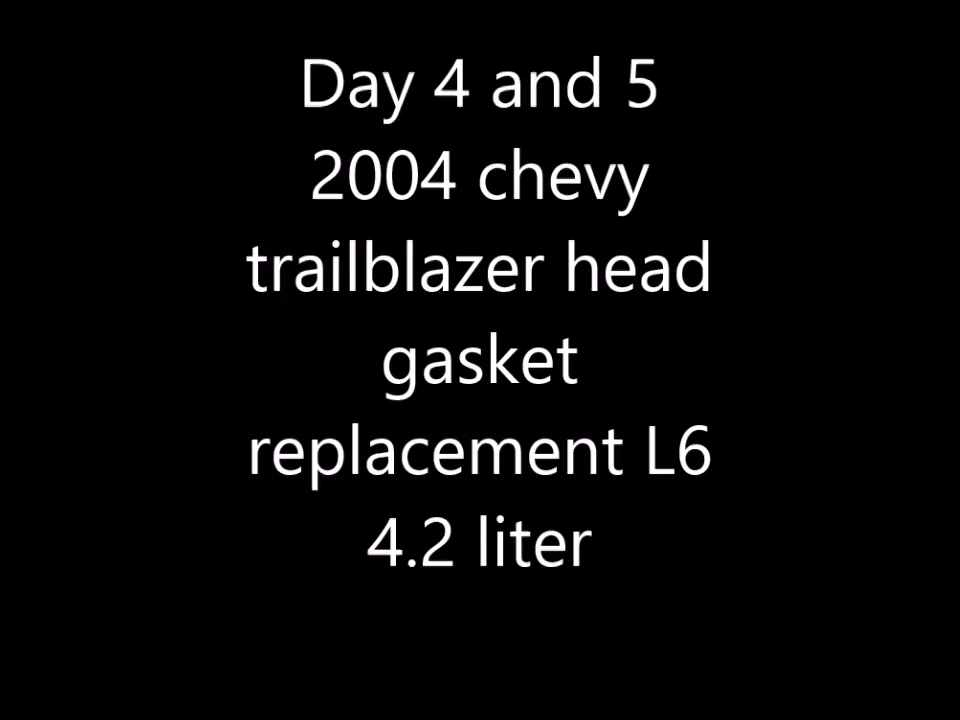 Day 4 and 5
2004 chevy
trailblazer head
gasket
replacement L6
4.2 liter